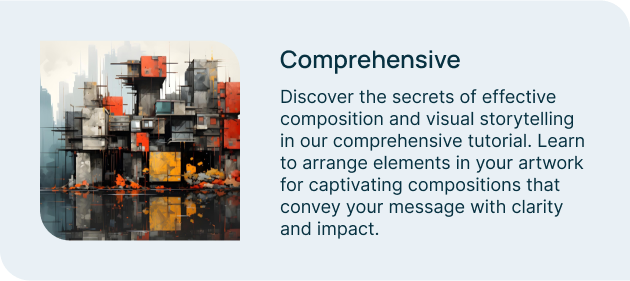 Comprehensive
Discover the secrets of effective
composition and visual storytelling
in our comprehensive tutorial. Learn
to arrange elements in your artwork
for captivating compositions that
convey your message with clarity
and impact.